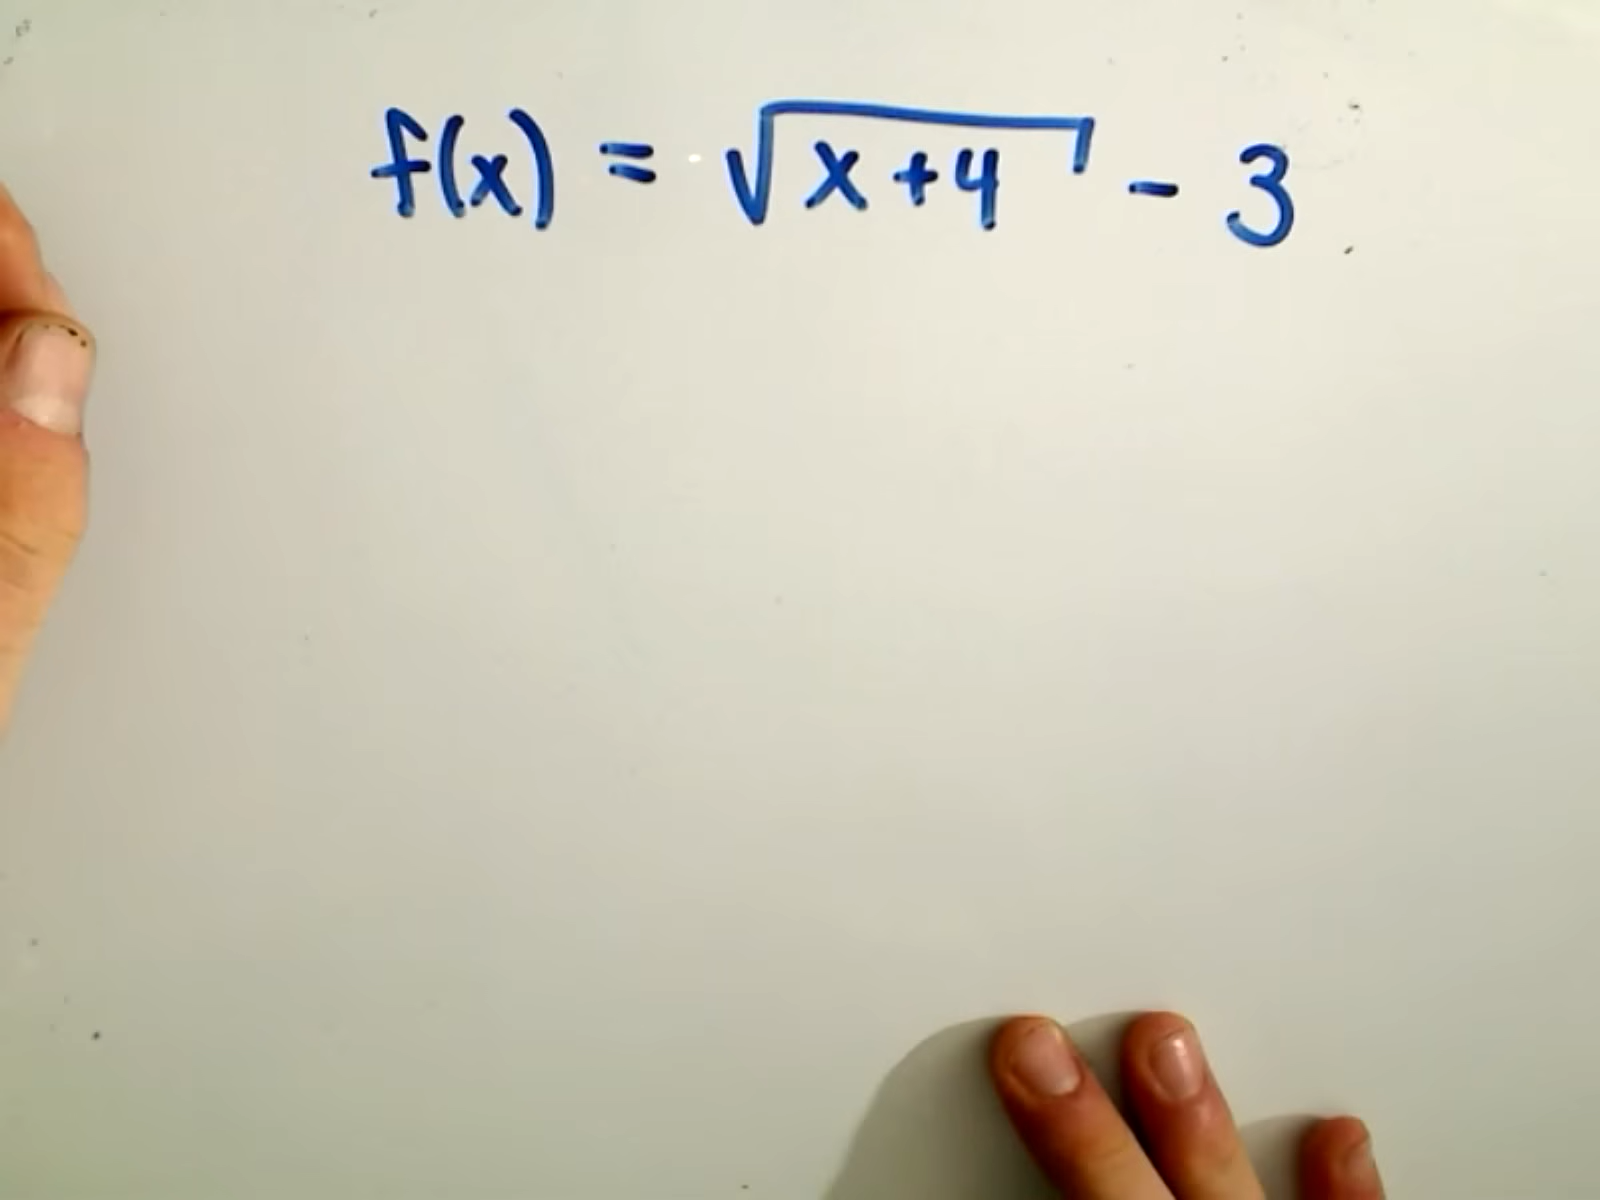 f(x) = √(x+4) - 3